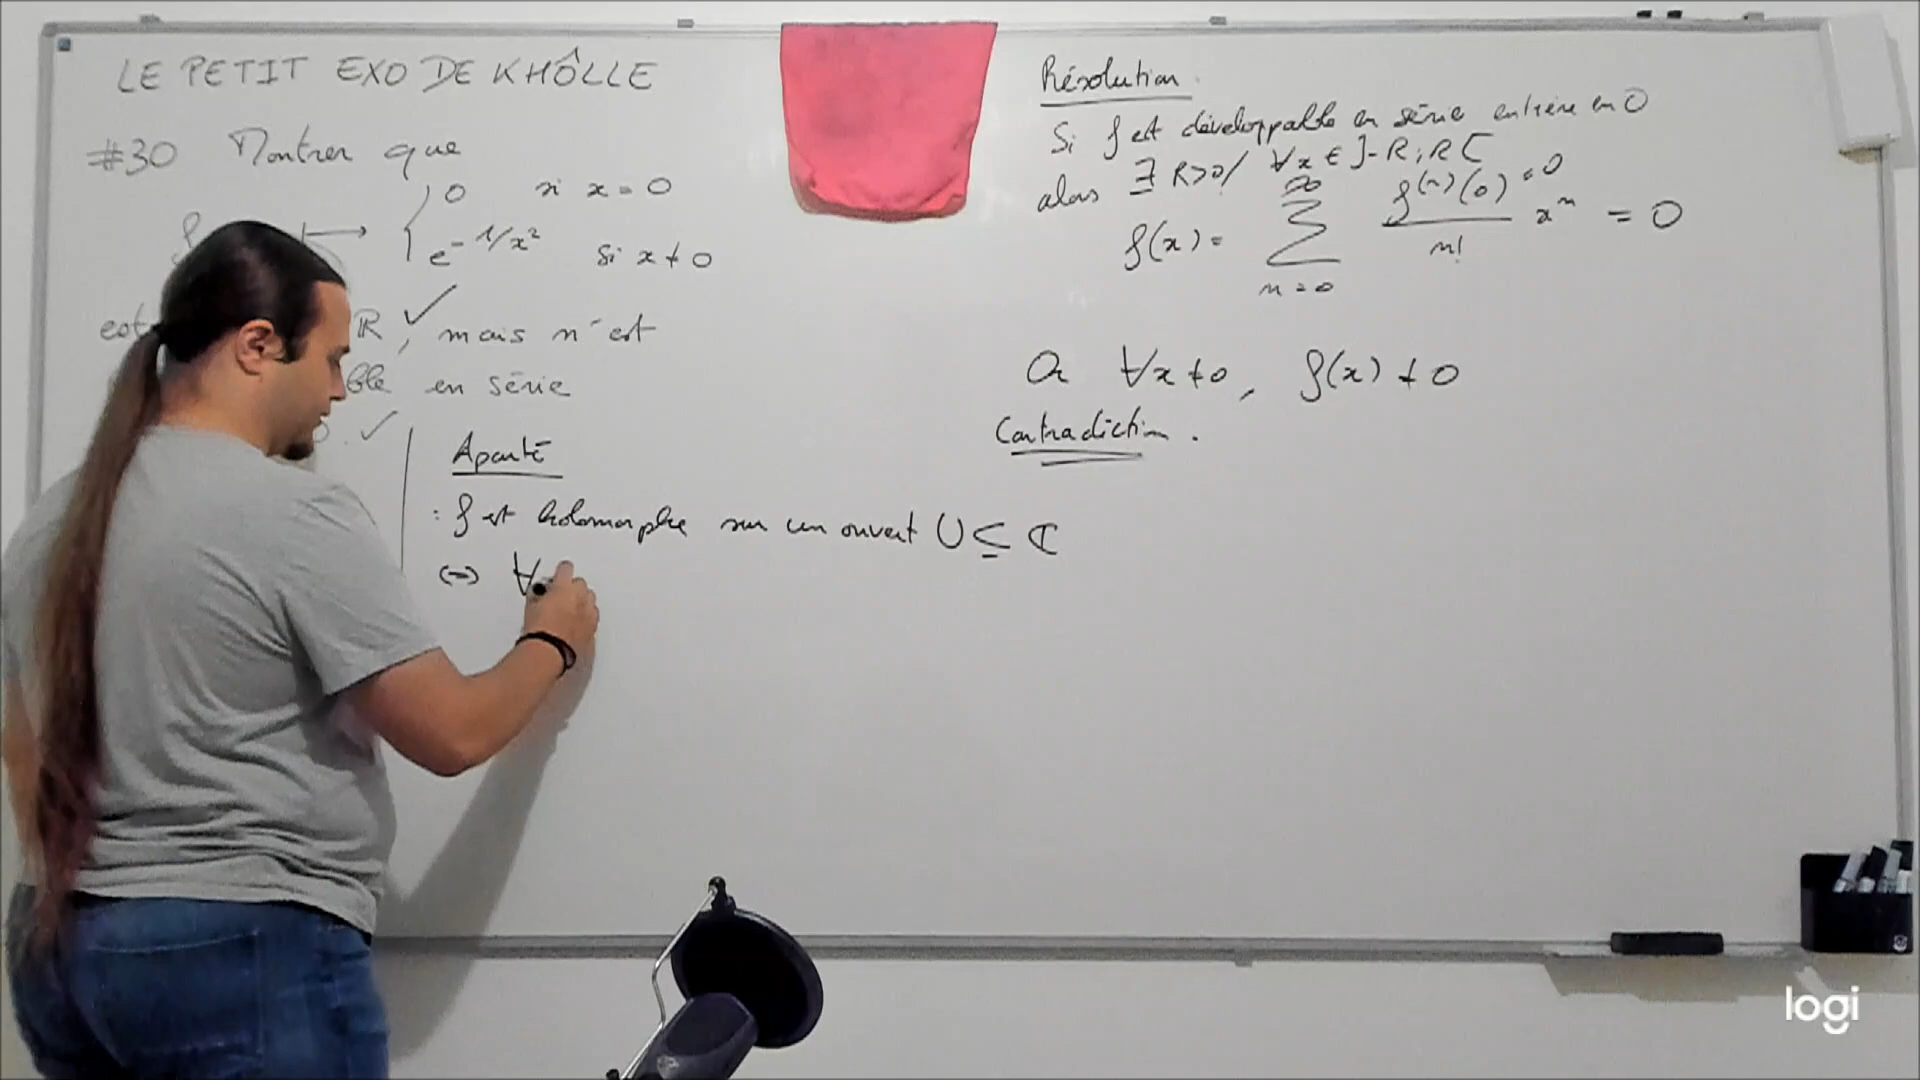 LE PETIT EXO DE KHÔLLE
#30 Montrer que
f ⟼ { 0 si x = 0
e^{-1/x²} si x ≠ 0
est ℝ ✓, mais n'est
ble en série
0. ✓
Aparté
: f est holomorphe sur un ouvert U ⊆ ℂ
(=) ∀
Résolution.
Si f est développable en série entière en 0
alors ∃ R>0/ ∀x ∈ ]-R;R[
f(x) = ∑_{n=0}^{∞} f^{(n)}(0)/n! x^n = 0
=0
Or ∀x ≠ 0, f(x) ≠ 0
Contradiction.
logi